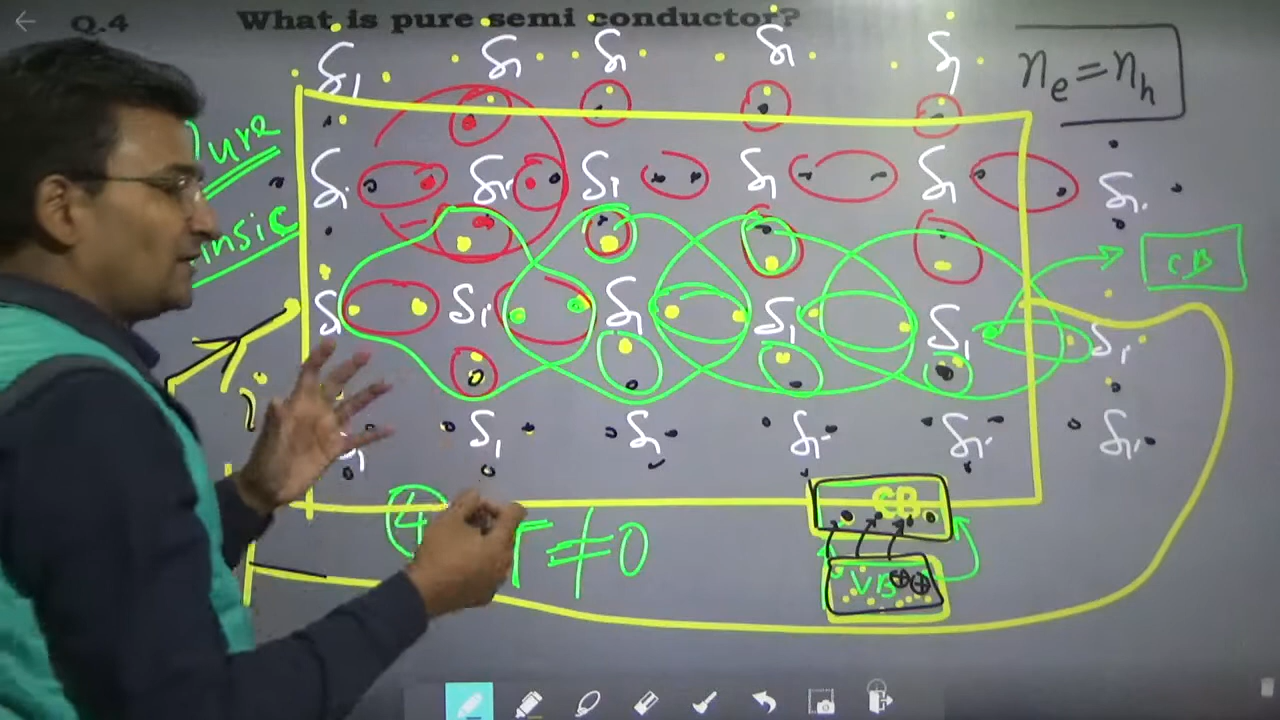 Q.4 What is pure semi conductor?
Si Si Si Si Si
ne = nh
Pure
Si Si Si Si Si Si
nsic
CB
Si Si Si Si Si Si
i
Si Si Si Si Si
4 T ≠ 0
CB
VB ⊕⊕